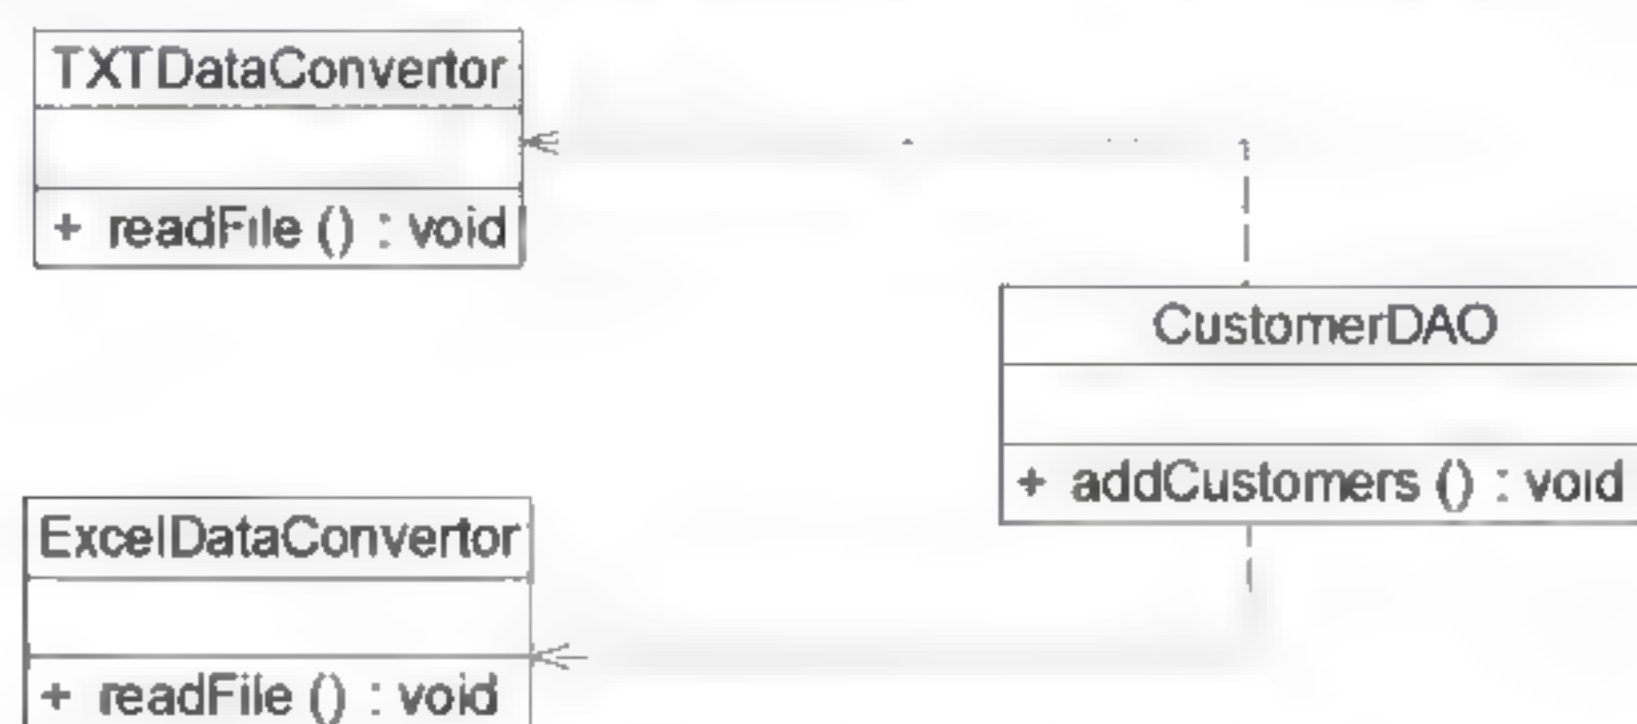 TXTDataConvertor
+ readFile () : void
CustomerDAO
+ addCustomers () : void
ExcelDataConvertor
+ readFile () : void